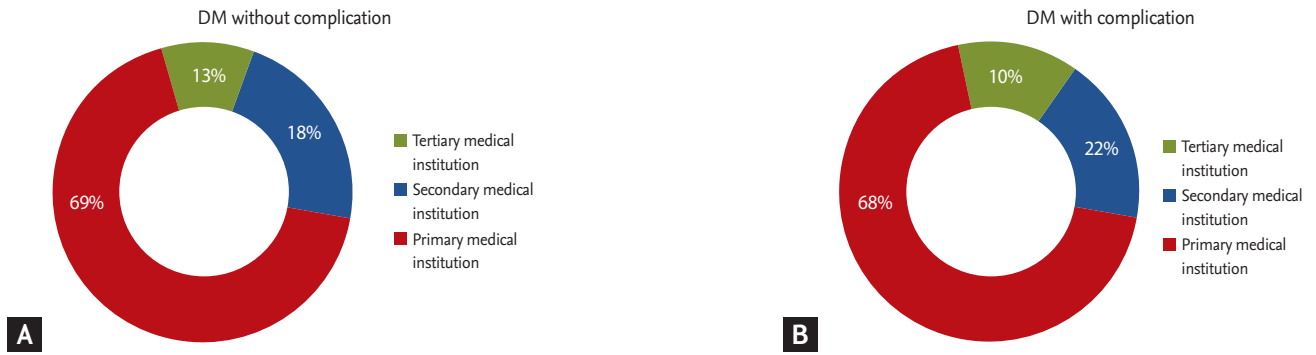 DM without complication
13%
18%
69%
Tertiary medical
institution
Secondary medical
institution
Primary medical
institution
A
DM with complication
10%
22%
68%
Tertiary medical
institution
Secondary medical
institution
Primary medical
institution
B